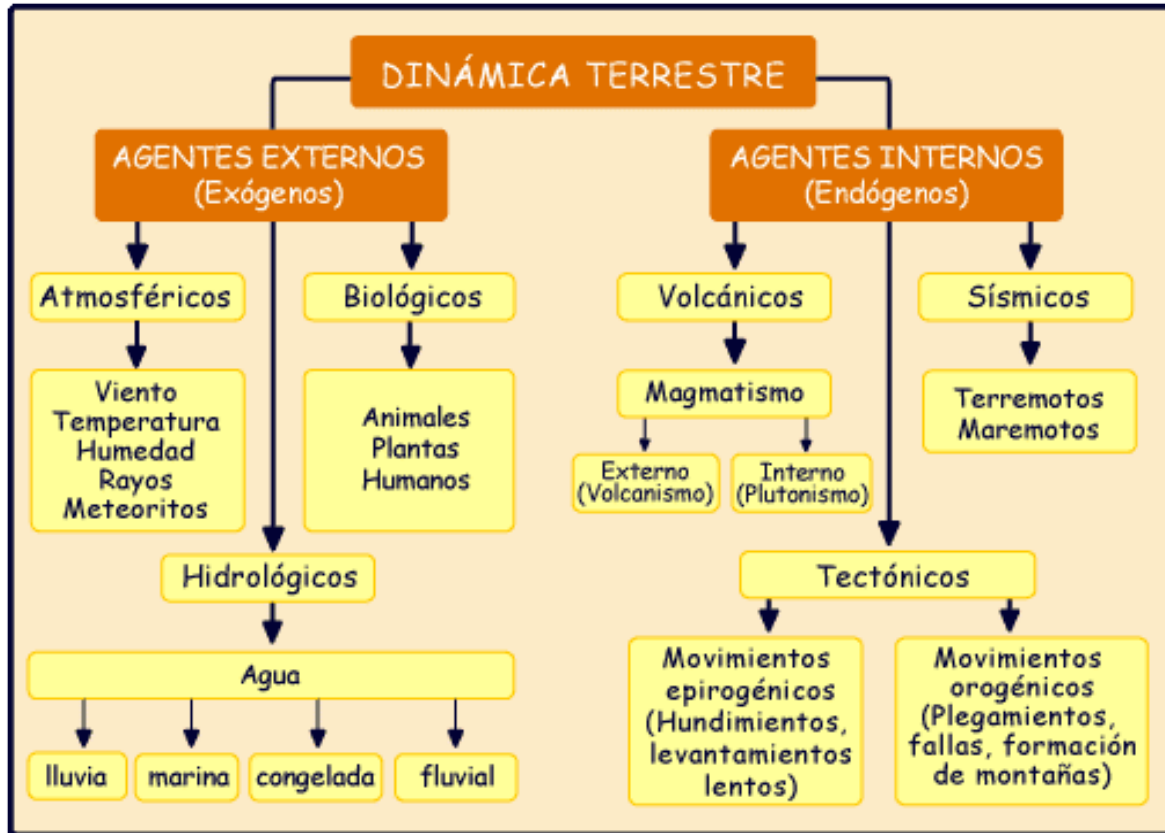 DINÁMICA TERRESTRE
AGENTES EXTERNOS
(Exógenos)
AGENTES INTERNOS
(Endógenos)
Atmosféricos
Biológicos
Volcánicos
Sísmicos
Viento
Temperatura
Humedad
Rayos
Meteoritos
Animales
Plantas
Humanos
Magmatismo
Externo
(Volcanismo)
Interno
(Plutonismo)
Terremotos
Maremotos
Hidrológicos
Tectónicos
Agua
lluvia
marina
congelada
fluvial
Movimientos
epirogénicos
(Hundimientos,
levantamientos
lentos)
Movimientos
orogénicos
(Plegamientos,
fallas, formación
de montañas)